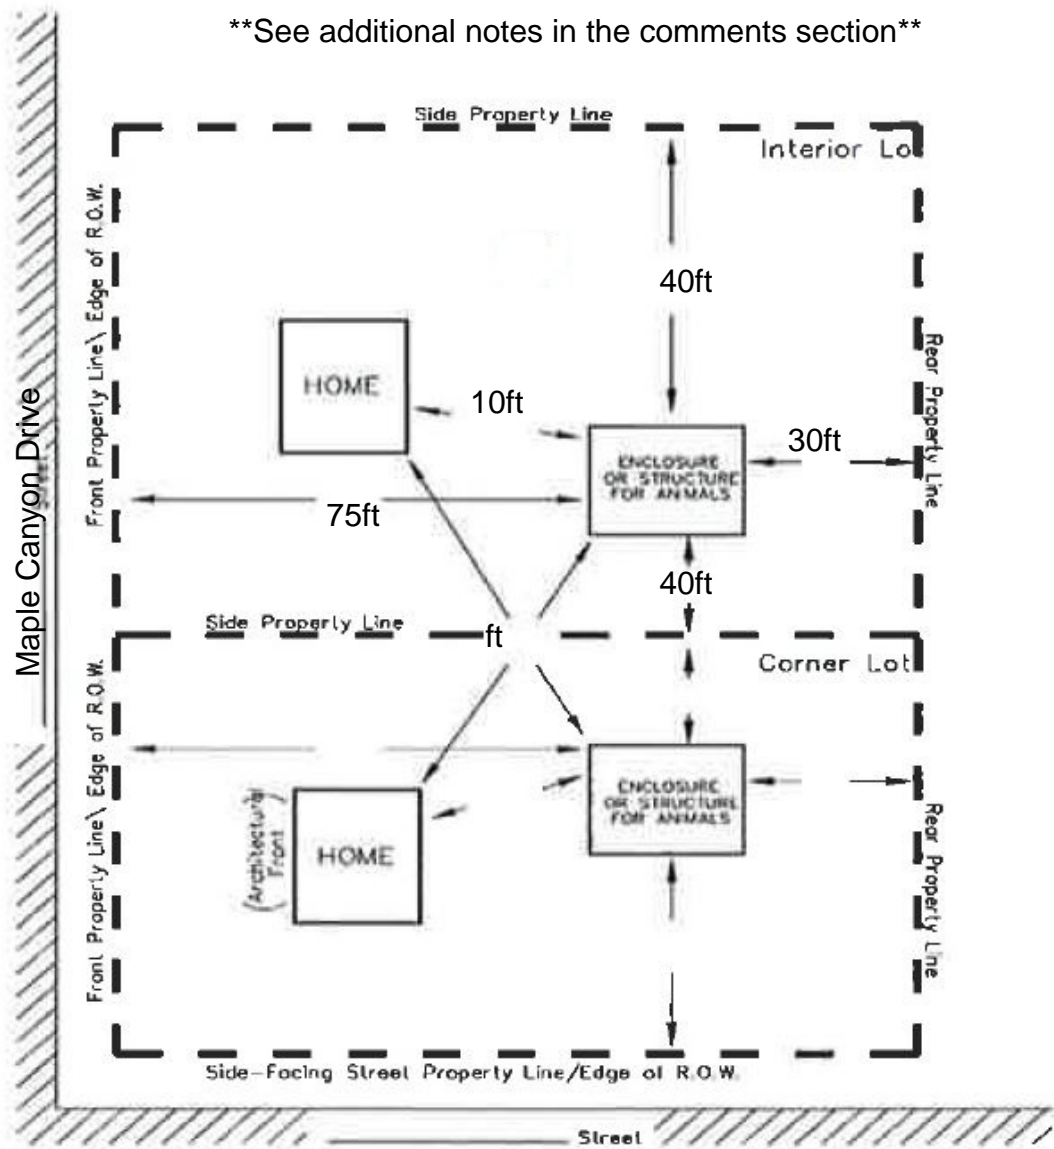 **See additional notes in the comments section**
Side Property Line
Interior Lo
Front Property Line\ Edge of R.O.W.
Maple Canyon Drive
40ft
HOME
10ft
ENCLOSURE
OR STRUCTURE
FOR ANIMALS
30ft
Rear Property Line
75ft
40ft
Side Property Line
ft
Corner Lot
Front Property Line\ Edge of R.O.W.
(Architectural
Front)
HOME
ENCLOSURE
OR STRUCTURE
FOR ANIMALS
Rear Property Line
Side-Facing Street Property Line/Edge of R.O.W.
Street